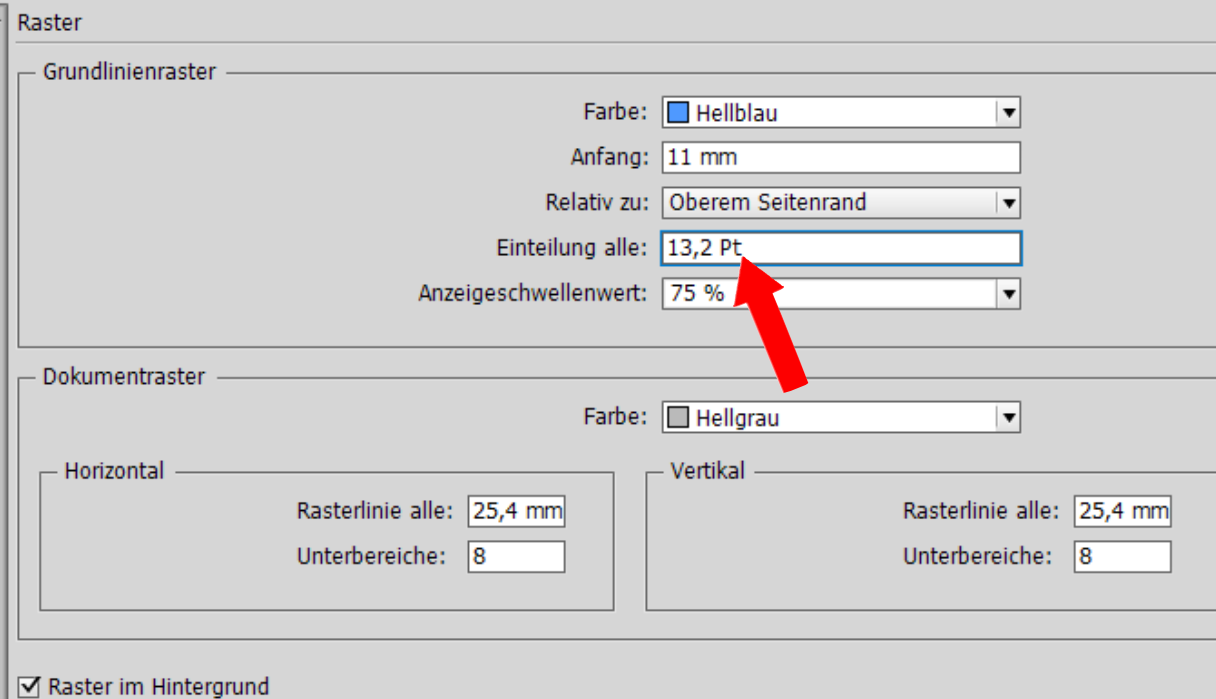 Raster
Grundlinienraster
Farbe: Hellblau
Anfang: 11 mm
Relativ zu: Oberem Seitenrand
Einteilung alle: 13,2 Pt
Anzeigeschwellenwert: 75 %
Dokumentraster
Farbe: Hellgrau
Horizontal
Rasterlinie alle: 25,4 mm
Unterbereiche: 8
Vertikal
Rasterlinie alle: 25,4 mm
Unterbereiche: 8
Raster im Hintergrund